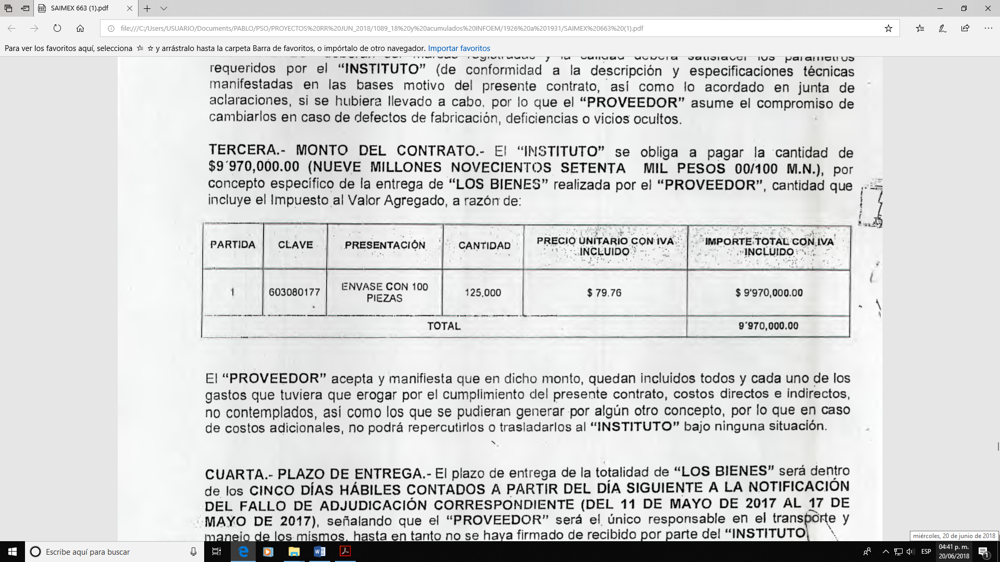 SAIMEX 663 (1).pdf
file:///C:/Users/USUARIO/Documents/PABLO/PSO/PROYECTOS%20RR%20JUN_2018/1089_18%20y%20acumulados%20INFOEM/1926%20a%201931/SAIMEX%20663%20(1).pdf
Para ver los favoritos aquí, selecciona y arrástralo hasta la carpeta Barra de favoritos, o impórtalo de otro navegador. Importar favoritos
deberán ser marcas registradas y la calidad deberá satisfacer los parámetros
requeridos por el “INSTITUTO” (de conformidad a la descripción y especificaciones técnicas
manifestadas en las bases motivo del presente contrato, así como lo acordado en junta de
aclaraciones, si se hubiera llevado a cabo, por lo que el “PROVEEDOR” asume el compromiso de
cambiarlos en caso de defectos de fabricación, deficiencias o vicios ocultos.
TERCERA.- MONTO DEL CONTRATO.- El “INSTITUTO” se obliga a pagar la cantidad de
$9´970,000.00 (NUEVE MILLONES NOVECIENTOS SETENTA MIL PESOS 00/100 M.N.), por
concepto específico de la entrega de “LOS BIENES” realizada por el “PROVEEDOR”, cantidad que
incluye el Impuesto al Valor Agregado, a razón de:
PARTIDA CLAVE PRESENTACIÓN CANTIDAD PRECIO UNITARIO CON IVA INCLUIDO IMPORTE TOTAL CON IVA INCLUIDO
1 603080177 ENVASE CON 100 PIEZAS 125,000 $ 79.76 $ 9'970,000.00
TOTAL 9´970,000.00
El “PROVEEDOR” acepta y manifiesta que en dicho monto, quedan incluidos todos y cada uno de los
gastos que tuviera que erogar por el cumplimiento del presente contrato, costos directos e indirectos,
no contemplados, así como los que se pudieran generar por algún otro concepto, por lo que en caso
de costos adicionales, no podrá repercutirlos o trasladarlos al “INSTITUTO” bajo ninguna situación.
CUARTA.- PLAZO DE ENTREGA.- El plazo de entrega de la totalidad de “LOS BIENES” será dentro
de los CINCO DÍAS HÁBILES CONTADOS A PARTIR DEL DÍA SIGUIENTE A LA NOTIFICACIÓN
DEL FALLO DE ADJUDICACIÓN CORRESPONDIENTE (DEL 11 DE MAYO DE 2017 AL 17 DE
MAYO DE 2017), señalando que el “PROVEEDOR” será el único responsable en el transporte y
manejo de los mismos, hasta en tanto no se haya firmado de recibido por parte del “INSTITUTO
miércoles, 20 de junio de 2018
Escribe aquí para buscar
ESP
04:41 p. m.
20/06/2018
1